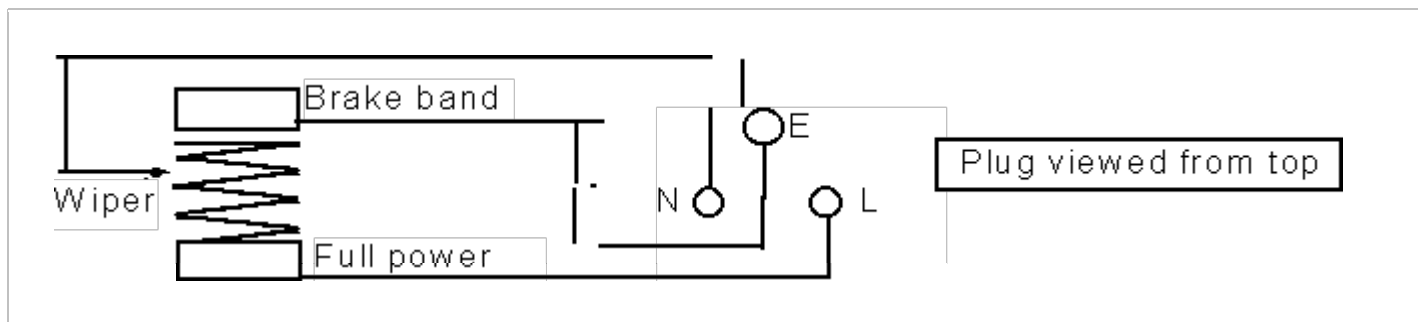 Brake band
E
Plug viewed from top
Wiper
N
L
Full power